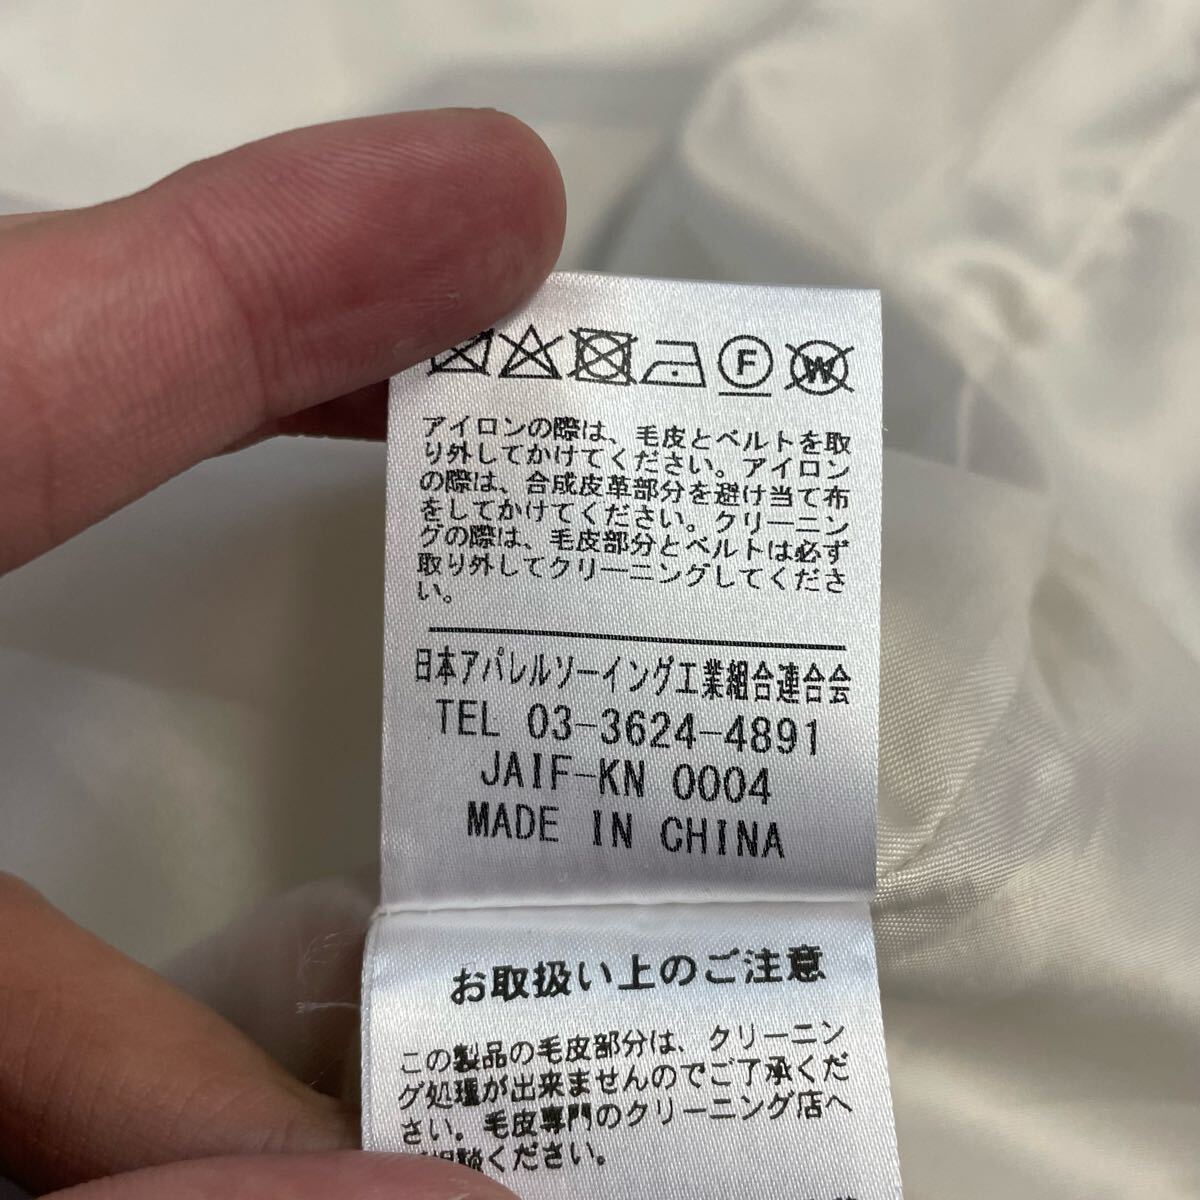 F W
アイロンの際は、毛皮とベルトを取
り外してかけてください。アイロン
の際は、合成皮革部分を避け当て布
をしてかけてください。クリーニン
グの際は、毛皮部分とベルトは必ず
取り外してクリーニングしてくださ
い。
日本アパレルソーイング工業組合連合会
TEL 03-3624-4891
JAIF-KN 0004
MADE IN CHINA
お取扱い上のご注意
この製品の毛皮部分は、クリーニン
グ処理が出来ませんのでご了承くだ
さい。毛皮専門のクリーニング店へ
ください。